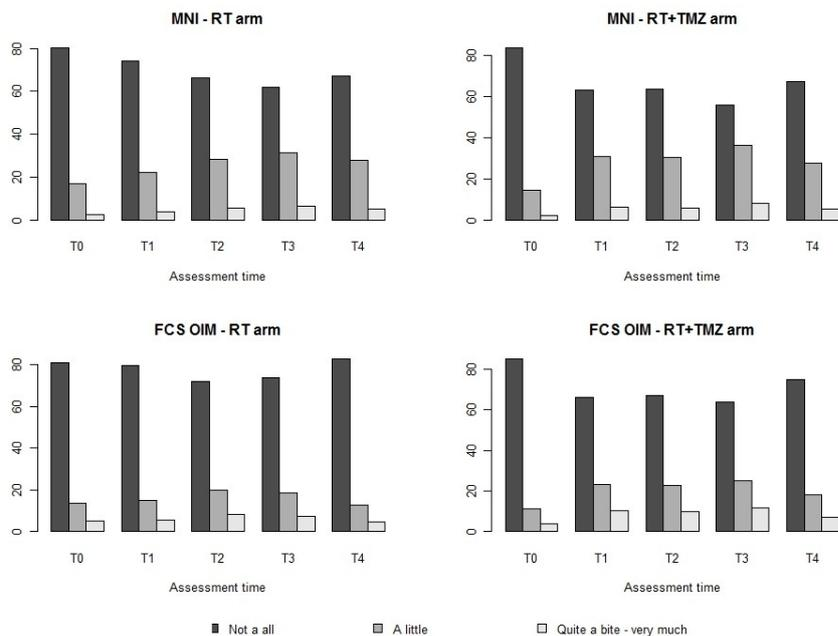 MNI - RT arm
MNI - RT+TMZ arm
80
60
40
20
0
80
60
40
20
0
T0 T1 T2 T3 T4
T0 T1 T2 T3 T4
Assessment time
Assessment time
FCS OIM - RT arm
FCS OIM - RT+TMZ arm
80
60
40
20
0
80
60
40
20
0
T0 T1 T2 T3 T4
T0 T1 T2 T3 T4
Assessment time
Assessment time
Not a all A little Quite a bite - very much